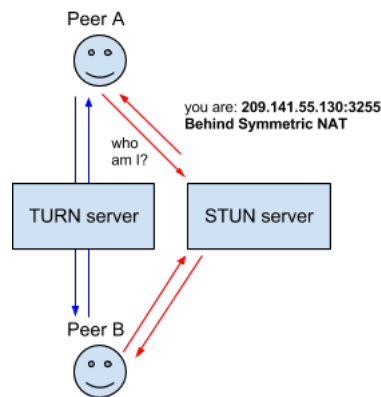 Peer A
you are: 209.141.55.130:3255
Behind Symmetric NAT
who
am I?
TURN server
STUN server
Peer B